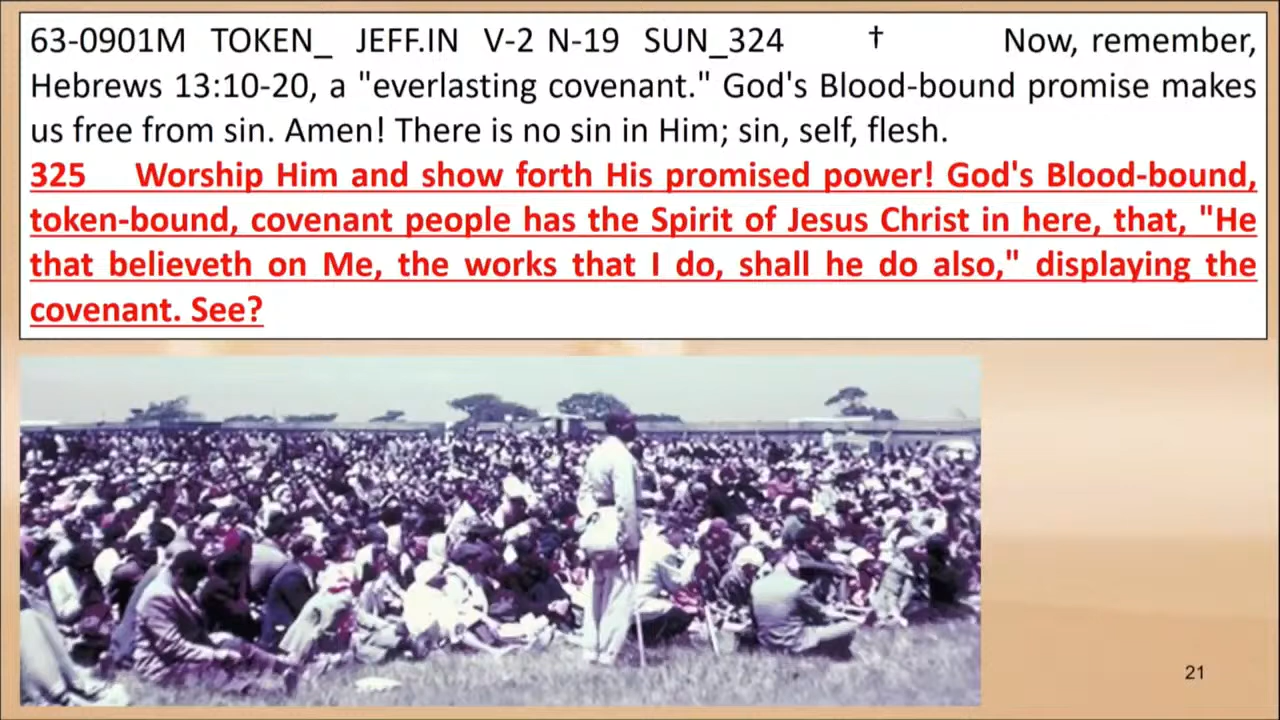 63-0901M TOKEN_ JEFF.IN V-2 N-19 SUN_324 † Now, remember,
Hebrews 13:10-20, a "everlasting covenant." God's Blood-bound promise makes
us free from sin. Amen! There is no sin in Him; sin, self, flesh.
325 Worship Him and show forth His promised power! God's Blood-bound,
token-bound, covenant people has the Spirit of Jesus Christ in here, that, "He
that believeth on Me, the works that I do, shall he do also," displaying the
covenant. See?
21